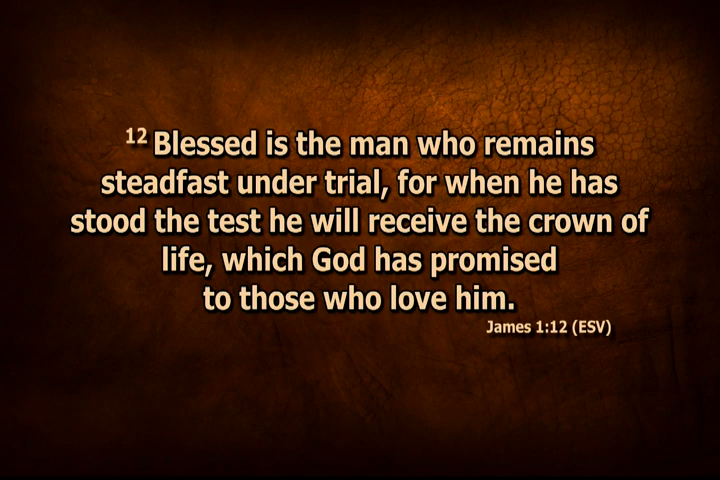 12 Blessed is the man who remains
steadfast under trial, for when he has
stood the test he will receive the crown of
life, which God has promised
to those who love him.
James 1:12 (ESV)